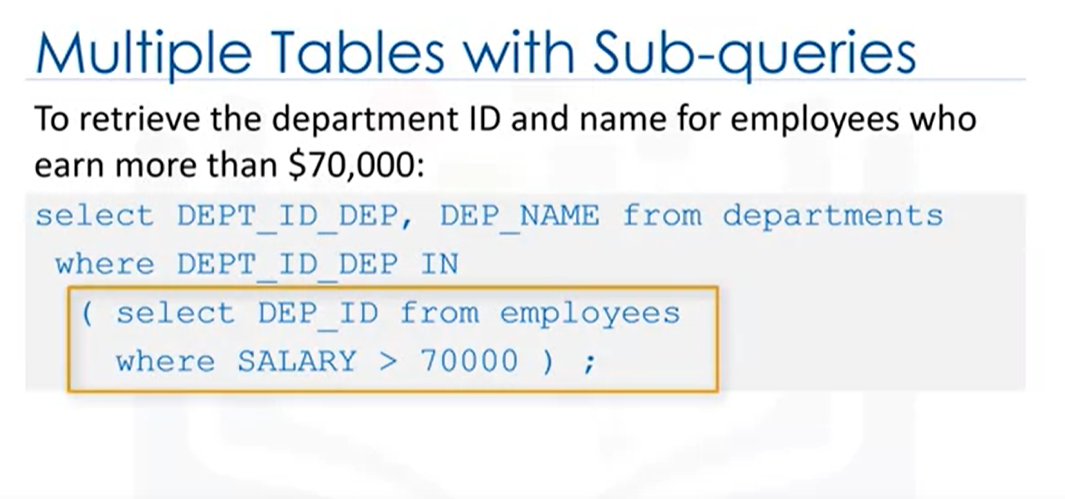 Multiple Tables with Sub-queries
To retrieve the department ID and name for employees who
earn more than $70,000:
select DEPT_ID_DEP, DEP_NAME from departments
where DEPT_ID_DEP IN
( select DEP_ID from employees
where SALARY > 70000 ) ;